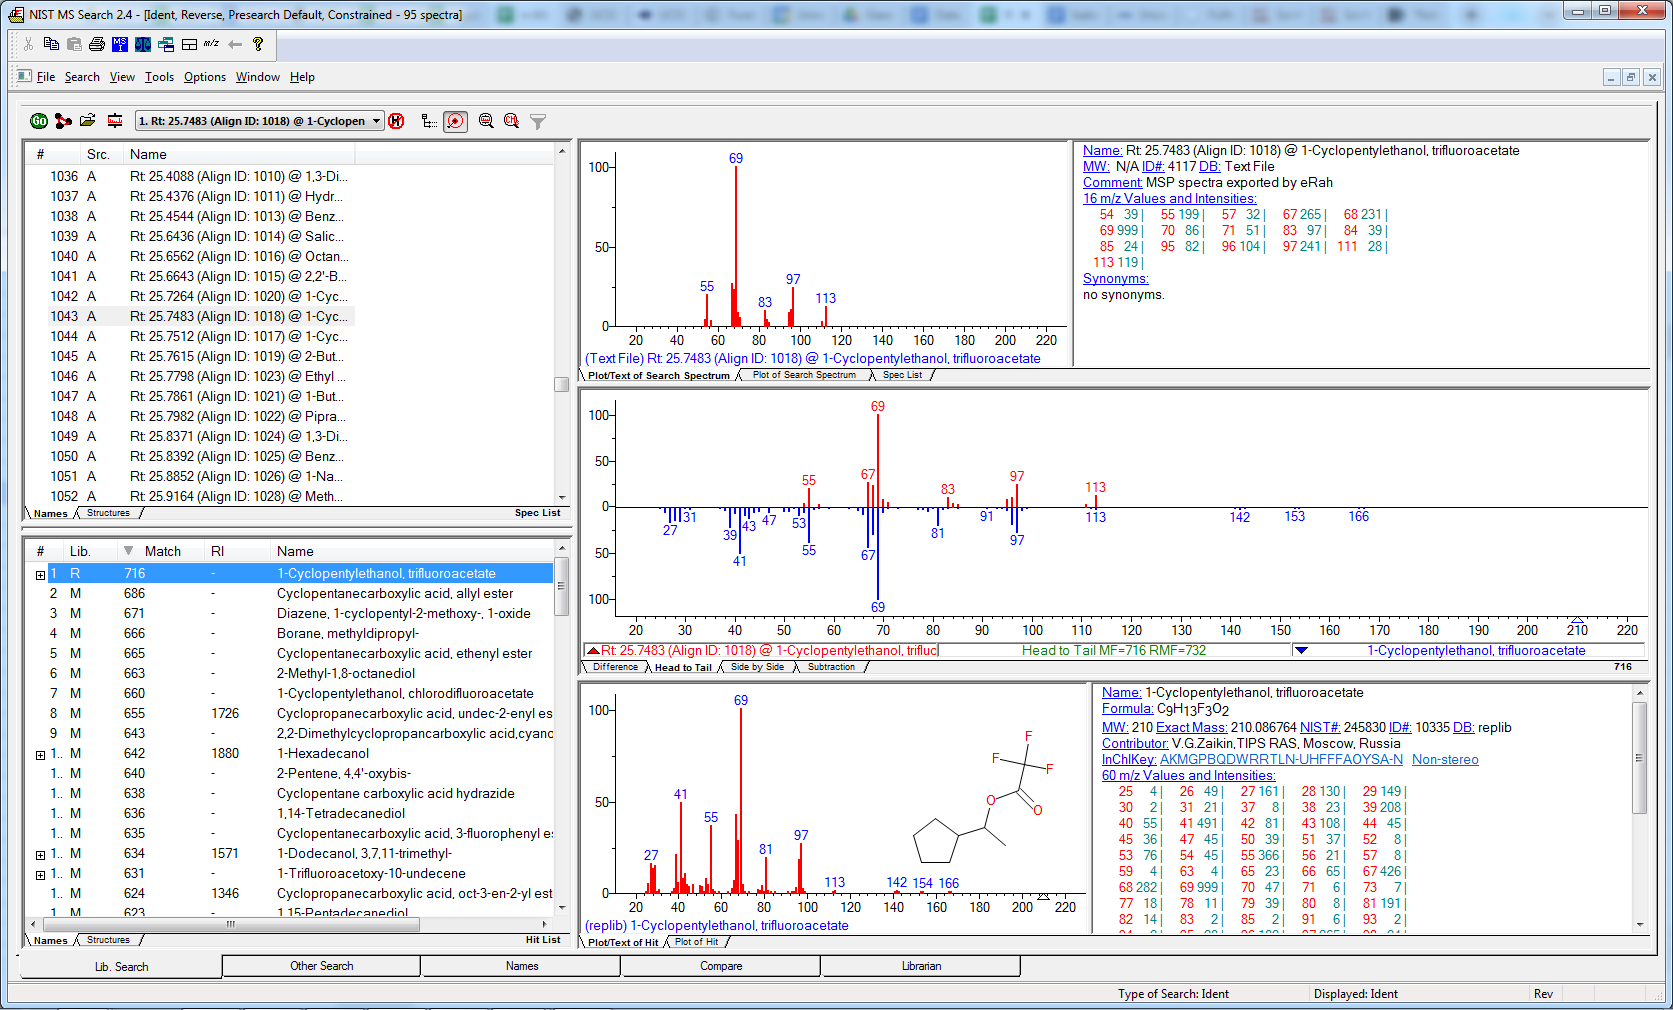 NIST MS Search 2.4 - [Ident, Reverse, Presearch Default, Constrained - 95 spectra]
File Search View Tools Options Window Help
1. Rt: 25.7483 (Align ID: 1018) @ 1-Cyclopen
# Src. Name
1036 A Rt: 25.4088 (Align ID: 1010) @ 1,3-Di...
1037 A Rt: 25.4376 (Align ID: 1011) @ Hydr...
1038 A Rt: 25.4544 (Align ID: 1013) @ Benz...
1039 A Rt: 25.6436 (Align ID: 1014) @ Salic...
1040 A Rt: 25.6562 (Align ID: 1016) @ Octan...
1041 A Rt: 25.6643 (Align ID: 1015) @ 2,2'-B...
1042 A Rt: 25.7264 (Align ID: 1020) @ 1-Cyc...
1043 A Rt: 25.7483 (Align ID: 1018) @ 1-Cyc...
1044 A Rt: 25.7512 (Align ID: 1017) @ 1-Cyc...
1045 A Rt: 25.7615 (Align ID: 1019) @ 2-But...
1046 A Rt: 25.7798 (Align ID: 1023) @ Ethyl ...
1047 A Rt: 25.7861 (Align ID: 1021) @ 1-But...
1048 A Rt: 25.7982 (Align ID: 1022) @ Pipra...
1049 A Rt: 25.8371 (Align ID: 1024) @ 1,3-Di...
1050 A Rt: 25.8392 (Align ID: 1025) @ Benz...
1051 A Rt: 25.8852 (Align ID: 1026) @ 1-Na...
1052 A Rt: 25.9164 (Align ID: 1028) @ Meth...
Names Structures Spec List
# Lib. Match RI Name
1 R 716 - 1-Cyclopentylethanol, trifluoroacetate
2 M 686 - Cyclopentanecarboxylic acid, allyl ester
3 M 671 - Diazene, 1-cyclopentyl-2-methoxy-, 1-oxide
4 M 666 - Borane, methyldipropyl-
5 M 665 - Cyclopentanecarboxylic acid, ethenyl ester
6 M 663 - 2-Methyl-1,8-octanediol
7 M 660 - 1-Cyclopentylethanol, chlorodifluoroacetate
8 M 655 1726 Cyclopropanecarboxylic acid, undec-2-enyl es
9 M 643 - 2,2-Dimethylcyclopropancarboxylic acid,cyano
1.. M 642 1880 1-Hexadecanol
1.. M 640 - 2-Pentene, 4,4'-oxybis-
1.. M 638 - Cyclopentane carboxylic acid hydrazide
1.. M 636 - 1,14-Tetradecanediol
1.. M 635 - Cyclopentanecarboxylic acid, 3-fluorophenyl es
1.. M 634 1571 1-Dodecanol, 3,7,11-trimethyl-
1.. M 631 - 1-Trifluoroacetoxy-10-undecene
1.. M 624 1346 Cyclopropanecarboxylic acid, oct-3-en-2-yl est
1.. M 623 - 1,15-Pentadecanediol
Names Structures Hit List
100
50
0
69
55
83
97
113
20 40 60 80 100 120 140 160 180 200 220
(Text File) Rt: 25.7483 (Align ID: 1018) @ 1-Cyclopentylethanol, trifluoroacetate
Plot/Text of Search Spectrum Plot of Search Spectrum Spec List
Name: Rt: 25.7483 (Align ID: 1018) @ 1-Cyclopentylethanol, trifluoroacetate
MW: N/A ID#: 4117 DB: Text File
Comment: MSP spectra exported by eRah
16 m/z Values and Intensities:
54 39| 55 199| 57 32| 67 265| 68 231|
69 999| 70 86| 71 51| 83 97| 84 39|
85 24| 95 82| 96 104| 97 241| 111 28|
113 119|
Synonyms:
no synonyms.
100
50
0
50
100
69
55 67 83 97 113
27 31 39 41 43 47 53 55 67 69 81 91 97 113 142 153 166
20 30 40 50 60 70 80 90 100 110 120 130 140 150 160 170 180 190 200 210 220
Rt: 25.7483 (Align ID: 1018) @ 1-Cyclopentylethanol, trifluc Head to Tail MF=716 RMF=732 1-Cyclopentylethanol, trifluoroacetate
Difference Head to Tail Side by Side Subtraction 716
100
50
0
69
41
55
27
81
97
113 142 154 166
F
F F
O
O
20 40 60 80 100 120 140 160 180 200 220
(replib) 1-Cyclopentylethanol, trifluoroacetate
Plot/Text of Hit Plot of Hit
Name: 1-Cyclopentylethanol, trifluoroacetate
Formula: C9H13F3O2
MW: 210 Exact Mass: 210.086764 NIST#: 245830 ID#: 10335 DB: replib
Contributor: V.G.Zaikin,TIPS RAS, Moscow, Russia
InChIKey: AKMGPBQDWRRTLN-UHFFFAOYSA-N Non-stereo
60 m/z Values and Intensities:
25 4| 26 49| 27 161| 28 130| 29 149|
30 2| 31 21| 37 8| 38 23| 39 208|
40 55| 41 491| 42 81| 43 108| 44 45|
45 36| 47 45| 50 39| 51 37| 52 8|
53 76| 54 45| 55 366| 56 21| 57 8|
59 4| 63 4| 65 23| 66 65| 67 426|
68 282| 69 999| 70 47| 71 6| 73 7|
77 18| 78 11| 79 39| 80 8| 81 191|
82 14| 83 2| 85 2| 91 6| 93 2|
Lib. Search Other Search Names Compare Librarian
Type of Search: Ident Displayed: Ident Rev